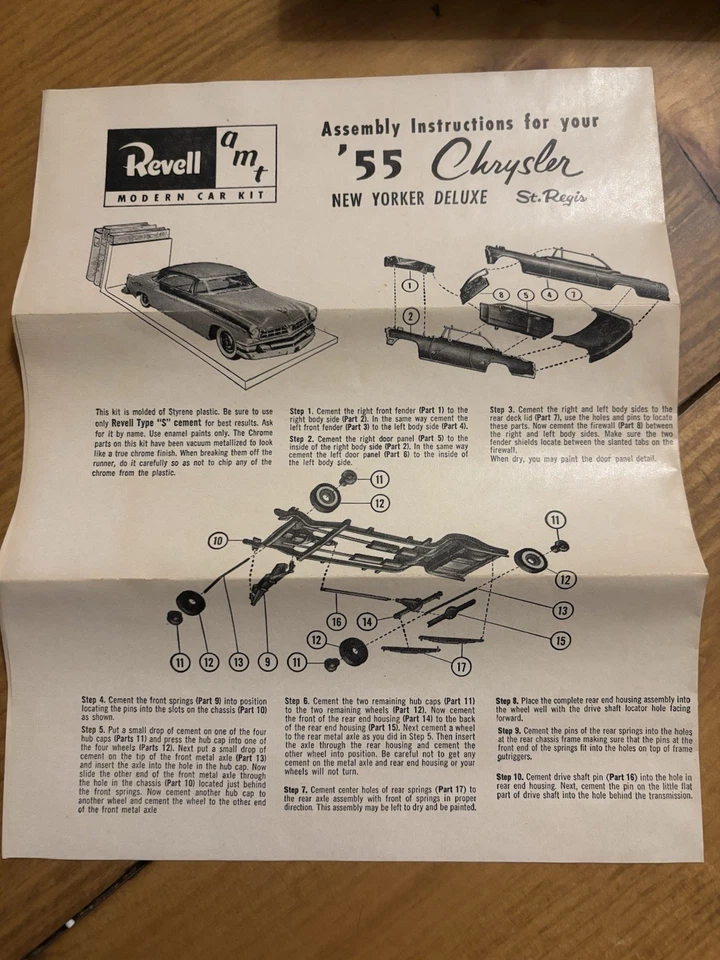 Revell
amt
MODERN CAR KIT
Assembly Instructions for your
'55 Chrysler
NEW YORKER DELUXE St. Regis
1
2
8
5
4
7
This kit is molded of Styrene plastic. Be sure to use
only Revell Type "S" cement for best results. Ask
for it by name. Use enamel paints only. The Chrome
parts on this kit have been vacuum metallized to look
like a true chrome finish. When breaking them off the
runner, do it carefully so as not to chip any of the
chrome from the plastic.
Step 1. Cement the right front fender (Part 1) to the
right body side (Part 2). In the same way cement the
left front fender (Part 3) to the left body side (Part 4).
Step 2. Cement the right door panel (Part 5) to the
inside of the right body side (Part 2). In the same way
cement the left door panel (Part 6) to the inside of
the left body side.
Step 3. Cement the right and left body sides to the
rear deck lid (Part 7), use the holes and pins to locate
these parts. Now cement the firewall (Part 8) between
the right and left body sides. Make sure the two
fender shields locate between the slanted tabs on the
firewall.
When dry, you may paint the door panel detail.
11
12
10
11
12
13
16
14
15
12
11
12
13
9
11
17
Step 4. Cement the front springs (Part 9) into position
locating the pins into the slots on the chassis (Part 10)
as shown.
Step 5. Put a small drop of cement on one of the four
hub caps (Parts 11) and press the hub cap into one of
the four wheels (Parts 12). Next put a small drop of
cement on the tip of the front metal axle (Part 13)
and insert the axle into the hole in the hub cap. Now
slide the other end of the front metal axle through
the hole in the chassis (Part 10) located just behind
the front springs. Now cement another hub cap to
another wheel and cement the wheel to the other end
of the front metal axle
Step 6. Cement the two remaining hub caps (Part 11)
to the two remaining wheels (Part 12). Now cement
the front of the rear end housing (Part 14) to the back
of the rear end housing (Part 15). Next cement a wheel
to the rear metal axle as you did in Step 5. Then insert
the axle through the rear housing and cement the
other wheel into position. Be careful not to get any
cement on the metal axle and rear end housing or your
wheels will not turn.
Step 7. Cement center holes of rear springs (Part 17) to
the rear axle assembly with front of springs in proper
direction. This assembly may be left to dry and be painted.
Step 8. Place the complete rear end housing assembly into
the wheel well with the drive shaft locator hole facing
forward.
Step 9. Cement the pins of the rear springs into the holes
at the rear chassis frame making sure that the pins at the
front end of the springs fit into the holes on top of frame
outriggers.
Step 10. Cement drive shaft pin (Part 16) into the hole in
rear end housing. Next, cement the pin on the little flat
part of drive shaft into the hole behind the transmission.